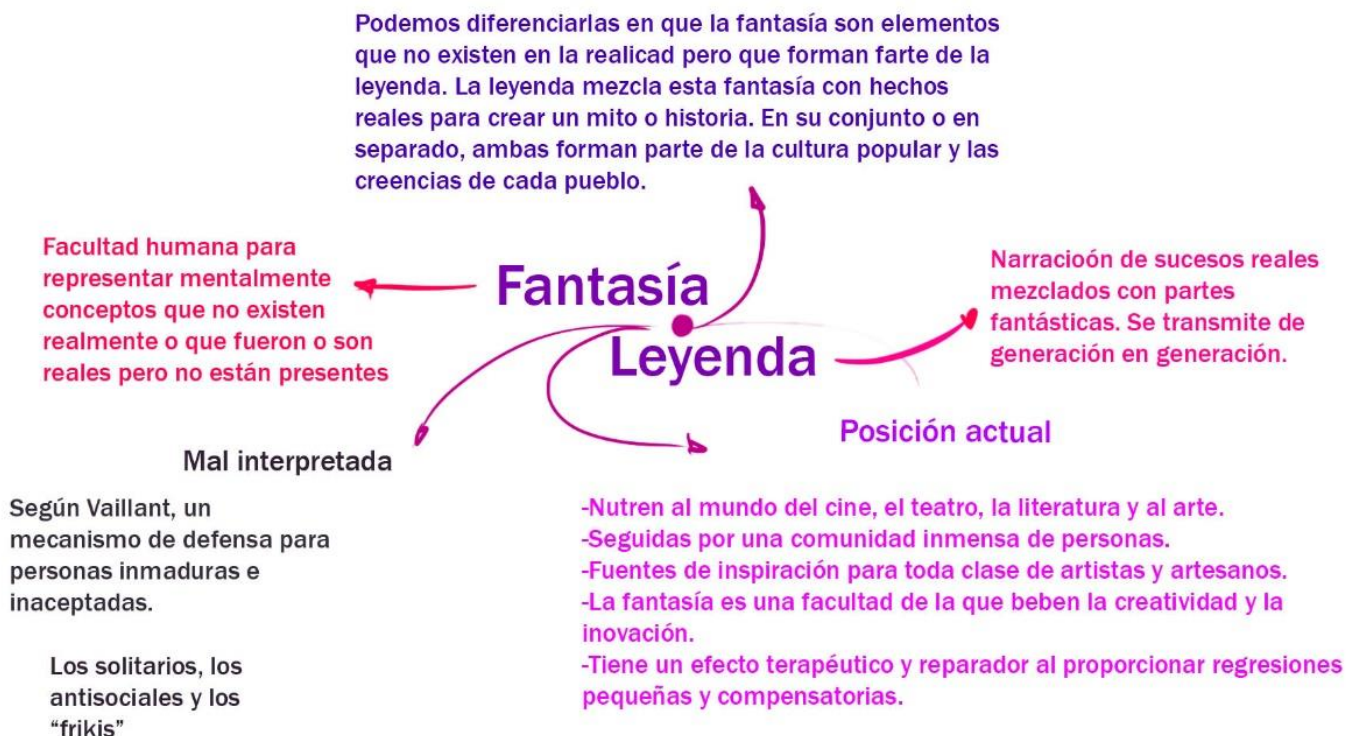 Podemos diferenciarlas en que la fantasía son elementos
que no existen en la realicad pero que forman farte de la
leyenda. La leyenda mezcla esta fantasía con hechos
reales para crear un mito o historia. En su conjunto o en
separado, ambas forman parte de la cultura popular y las
creencias de cada pueblo.
Facultad humana para
representar mentalmente
conceptos que no existen
realmente o que fueron o son
reales pero no están presentes
Fantasía
Leyenda
Narracioón de sucesos reales
mezclados con partes
fantásticas. Se transmite de
generación en generación.
Mal interpretada
Según Vaillant, un
mecanismo de defensa para
personas inmaduras e
inaceptadas.
Los solitarios, los
antisociales y los
“frikis”
Posición actual
-Nutren al mundo del cine, el teatro, la literatura y al arte.
-Seguidas por una comunidad inmensa de personas.
-Fuentes de inspiración para toda clase de artistas y artesanos.
-La fantasía es una facultad de la que beben la creatividad y la
inovación.
-Tiene un efecto terapéutico y reparador al proporcionar regresiones
pequeñas y compensatorias.